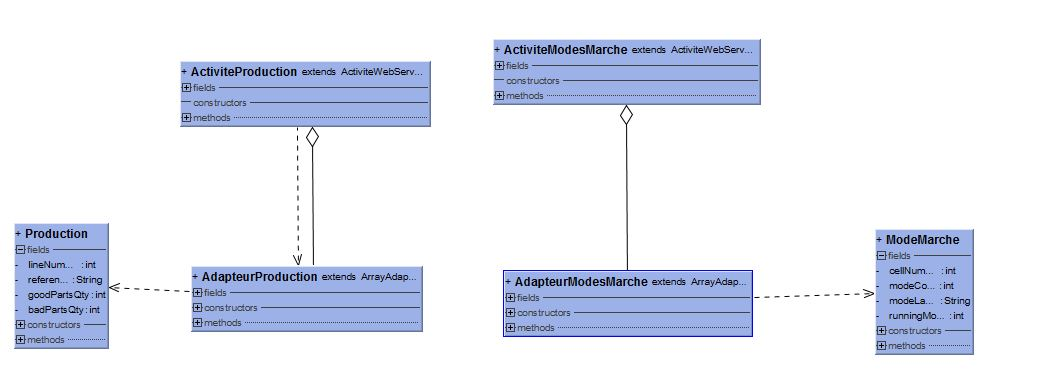 + ActiviteProduction extends ActiviteWebServ...
fields
constructors
methods
+ ActiviteModesMarche extends ActiviteWebServ...
fields
constructors
methods
+ Production
fields
- lineNum... : int
- referen... : String
- goodPartsQty : int
- badPartsQty : int
constructors
methods
+ AdapteurProduction extends ArrayAdap...
fields
constructors
methods
+ AdapteurModesMarche extends ArrayAdap...
fields
constructors
methods
+ ModeMarche
fields
- cellNum... : int
- modeCo... : int
- modeLa... : String
- runningMo... : int
constructors
methods